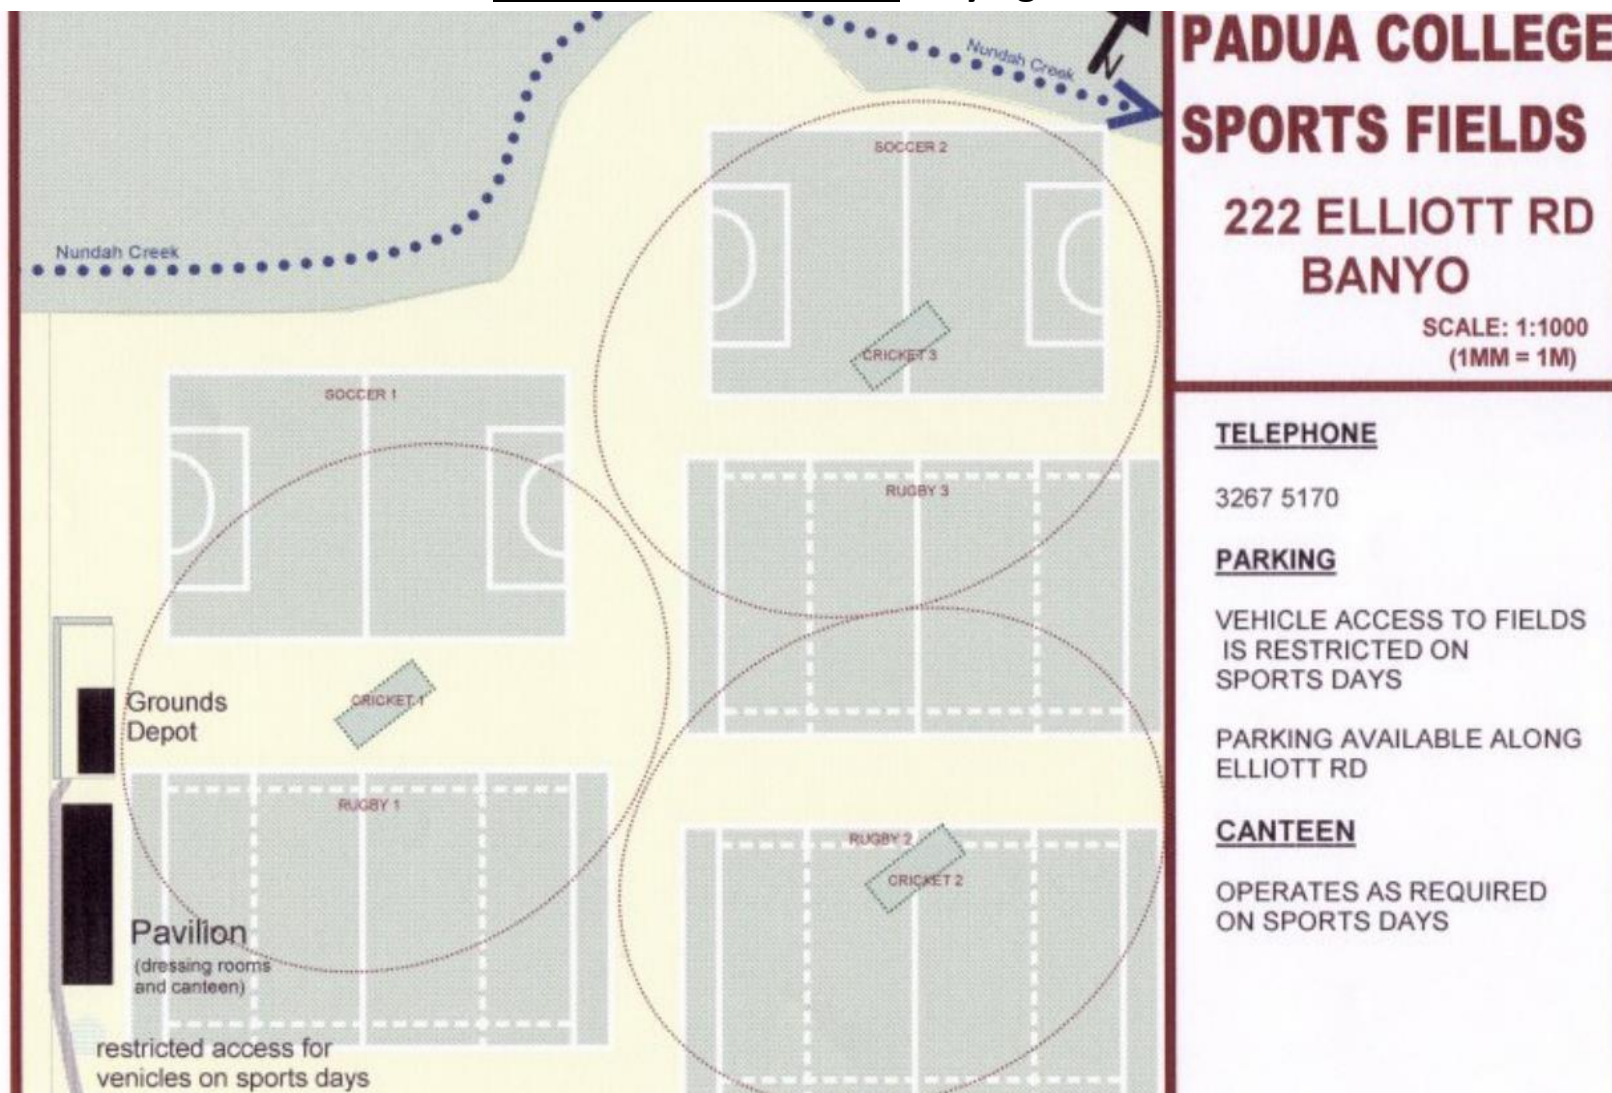 PADUA COLLEGE
SPORTS FIELDS
222 ELLIOTT RD
BANYO
SCALE: 1:1000
(1MM = 1M)
TELEPHONE
3267 5170
PARKING
VEHICLE ACCESS TO FIELDS
IS RESTRICTED ON
SPORTS DAYS
PARKING AVAILABLE ALONG
ELLIOTT RD
CANTEEN
OPERATES AS REQUIRED
ON SPORTS DAYS
Nundah Creek
N
Nundah Creek
SOCCER 2
CRICKET 3
SOCCER 1
RUGBY 3
CRICKET 1
Grounds
Depot
RUGBY 1
RUGBY 2
CRICKET 2
Pavilion
(dressing rooms
and canteen)
restricted access for
venicles on sports days